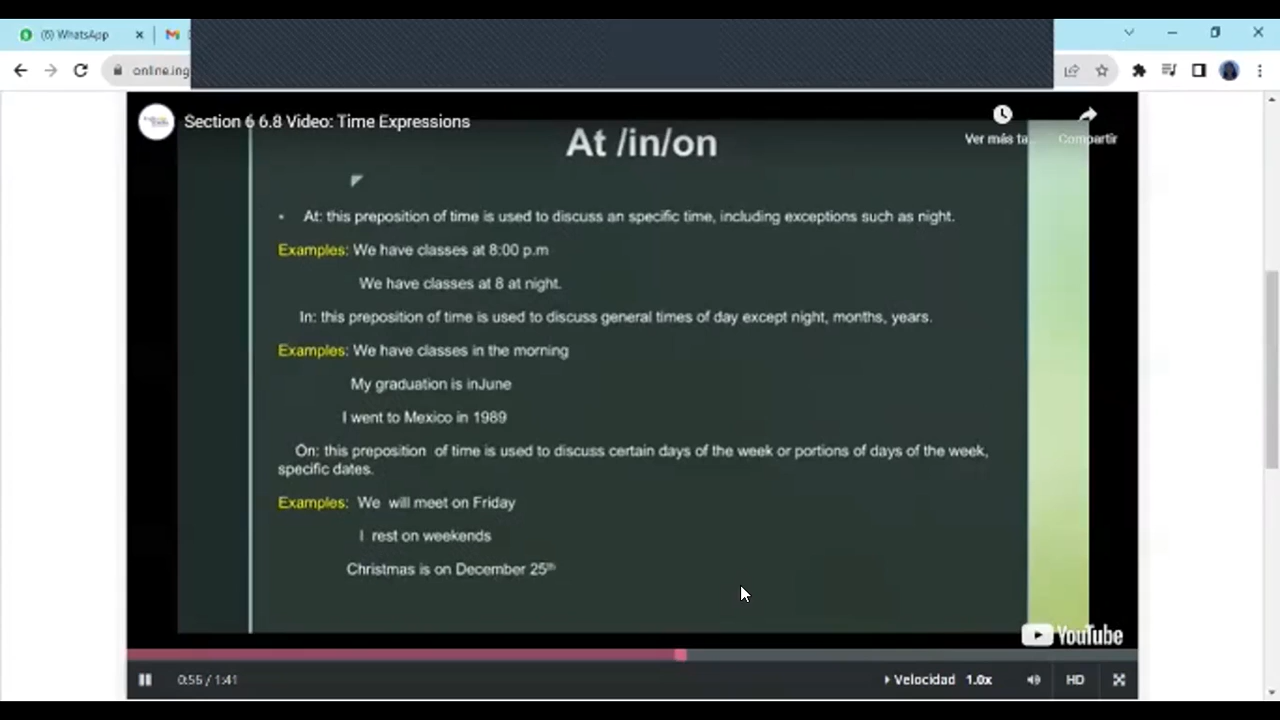 (6) WhatsApp
online.ing
Section 6 6.8 Video: Time Expressions
Ver más ta...
Compartir
At /in/on
• At: this preposition of time is used to discuss an specific time, including exceptions such as night.
Examples: We have classes at 8:00 p.m
We have classes at 8 at night.
In: this preposition of time is used to discuss general times of day except night, months, years.
Examples: We have classes in the morning
My graduation is inJune
I went to Mexico in 1989
On: this preposition of time is used to discuss certain days of the week or portions of days of the week,
specific dates.
Examples: We will meet on Friday
I rest on weekends
Christmas is on December 25th
YouTube
0:55 / 1:41
Velocidad 1.0x
HD